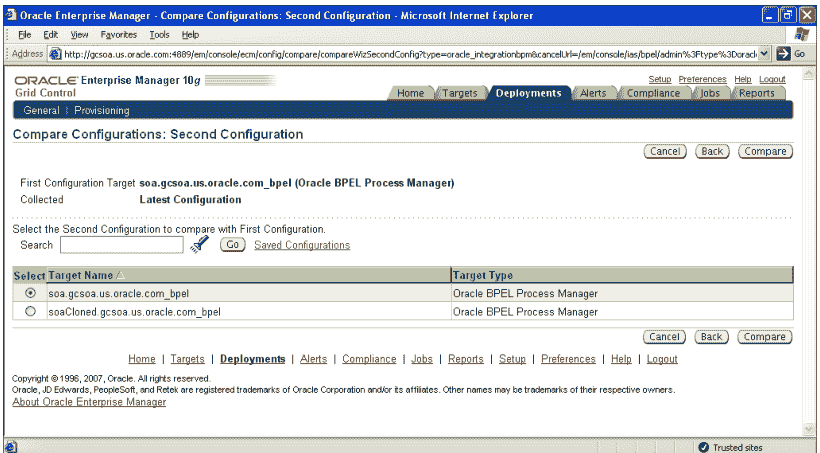 Oracle Enterprise Manager - Compare Configurations: Second Configuration - Microsoft Internet Explorer
File Edit View Favorites Tools Help
Address http://gcsoa.us.oracle.com:4889/em/console/ecm/config/compare/compareWizSecondConfig?type=oracle_integrationbpm&cancelUrl=/em/console/ias/bpel/admin%3Ftype%3Doracl Go
ORACLE Enterprise Manager 10g
Setup Preferences Help Logout
Grid Control
Home Targets Deployments Alerts Compliance Jobs Reports
General | Provisioning
Compare Configurations: Second Configuration
Cancel Back Compare
First Configuration Target soa.gcsoa.us.oracle.com_bpel (Oracle BPEL Process Manager)
Collected Latest Configuration
Select the Second Configuration to compare with First Configuration.
Search Go Saved Configurations
Select Target Name Target Type
soa.gcsoa.us.oracle.com_bpel Oracle BPEL Process Manager
soaCloned.gcsoa.us.oracle.com_bpel Oracle BPEL Process Manager
Cancel Back Compare
Home | Targets | Deployments | Alerts | Compliance | Jobs | Reports | Setup | Preferences | Help | Logout
Copyright © 1996, 2007, Oracle. All rights reserved.
Oracle, JD Edwards, PeopleSoft, and Retek are registered trademarks of Oracle Corporation and/or its affiliates. Other names may be trademarks of their respective owners.
About Oracle Enterprise Manager
Trusted sites